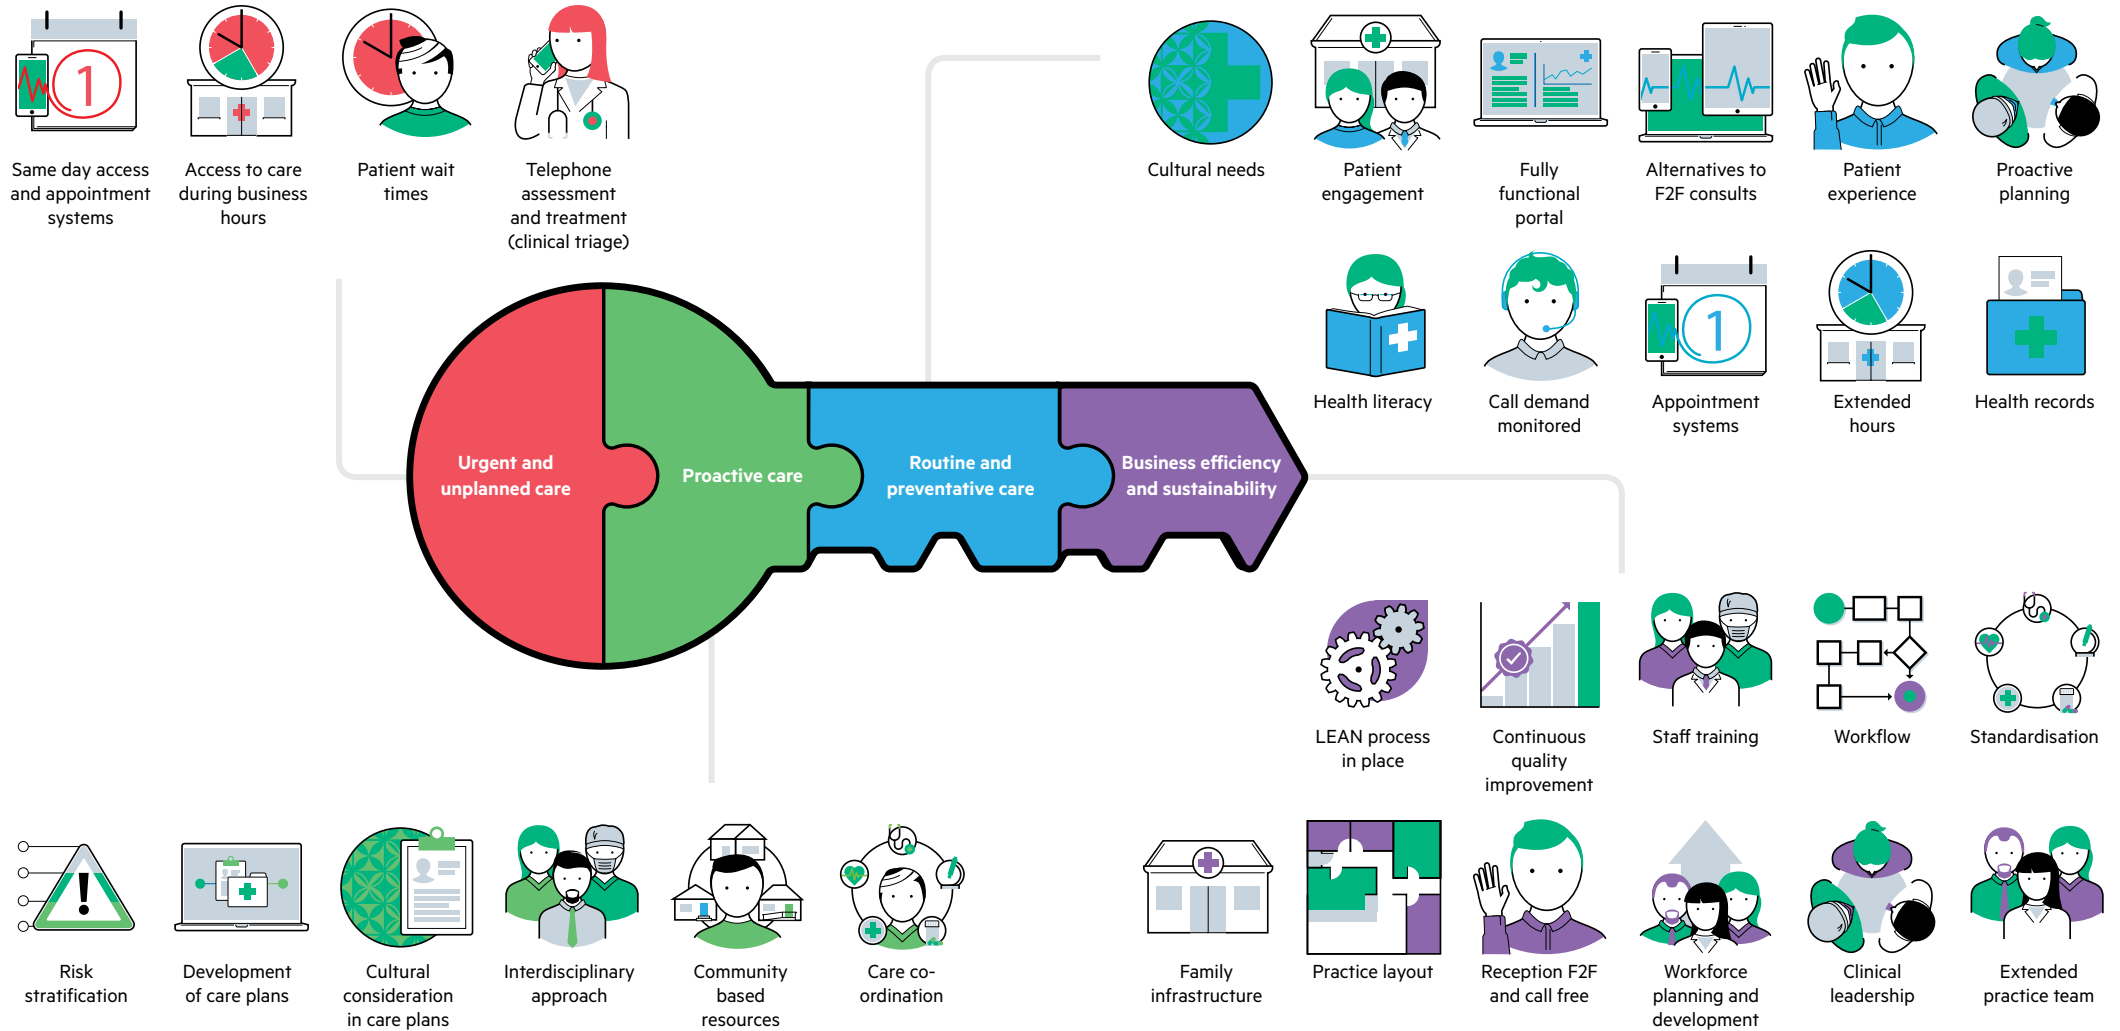 1
Same day access
and appointment
systems
Access to care
during business
hours
Patient wait
times
Telephone
assessment
and treatment
(clinical triage)
Cultural needs
Patient
engagement
Fully
functional
portal
Alternatives to
F2F consults
Patient
experience
Proactive
planning
Health literacy
Call demand
monitored
1
Appointment
systems
Extended
hours
Health records
Urgent and
unplanned care
Proactive care
Routine and
preventative care
Business efficiency
and sustainability
LEAN process
in place
Continuous
quality
improvement
Staff training
Workflow
Standardisation
!
Risk
stratification
Development
of care plans
Cultural
consideration
in care plans
Interdisciplinary
approach
Community
based
resources
Care co-
ordination
Family
infrastructure
Practice layout
Reception F2F
and call free
Workforce
planning and
development
Clinical
leadership
Extended
practice team